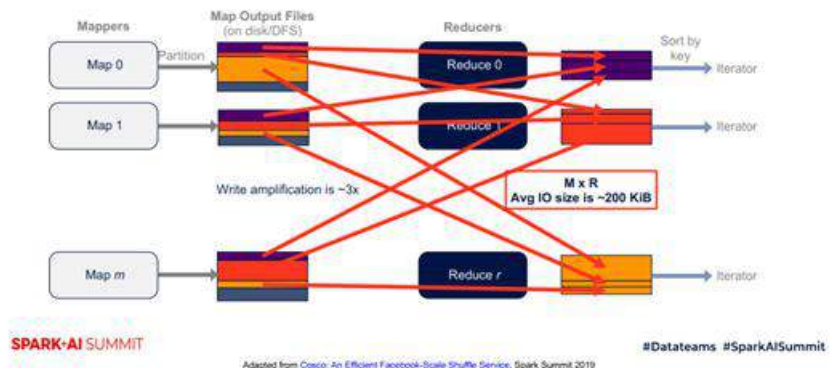 Mappers
Map Output Files
(on disk/DFS)
Reducers
Map 0
Partition
Reduce 0
Sort by
key
Iterator
Map 1
Reduce 1
Iterator
Write amplification is ~3x
M x R
Avg IO size is ~200 KiB
Map m
Reduce r
Iterator
SPARK+AI SUMMIT
#Datateams #SparkAISummit
Adapted from Cosco: An Efficient Facebook-Scale Shuffle Service, Spark Summit 2019